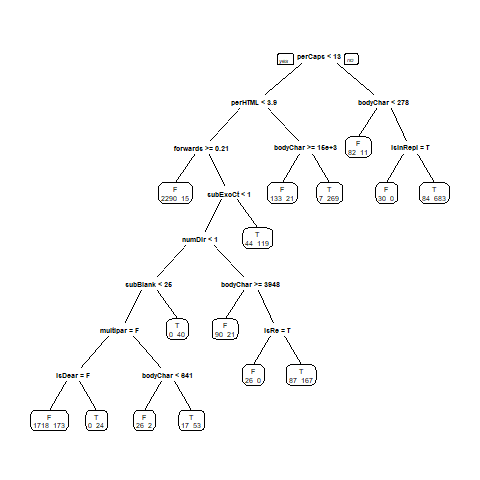 yes perCaps < 13 no
perHTML < 3.9
bodyChar < 278
forwards >= 0.21
bodyChar >= 15e+3
F
82 11
isInRepl = T
F
2290 15
subExcCt < 1
F
133 21
T
7 269
F
30 0
T
84 683
numDlr < 1
T
44 119
subBlank < 25
bodyChar >= 3948
multipar = F
T
0 40
F
90 21
isRe = T
isDear = F
bodyChar < 641
F
26 0
T
87 167
F
1718 173
T
0 24
F
26 2
T
17 53